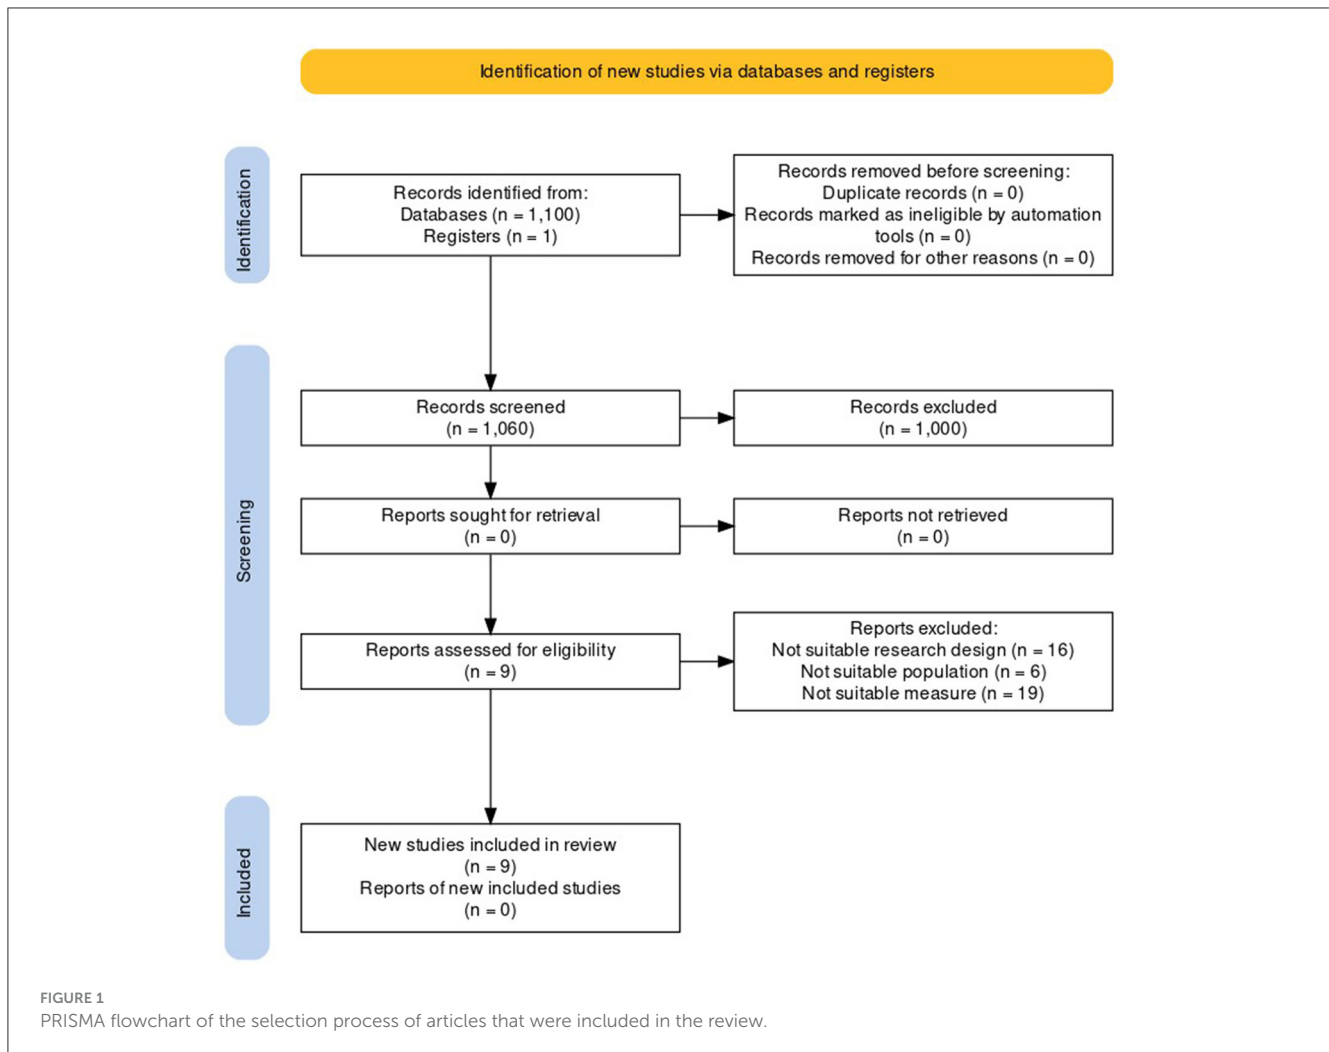 Identification of new studies via databases and registers
Identification
Records identified from:
Databases (n = 1,100)
Registers (n = 1)
Records removed before screening:
Duplicate records (n = 0)
Records marked as ineligible by automation
tools (n = 0)
Records removed for other reasons (n = 0)
Screening
Records screened
(n = 1,060)
Records excluded
(n = 1,000)
Reports sought for retrieval
(n = 0)
Reports not retrieved
(n = 0)
Reports assessed for eligibility
(n = 9)
Reports excluded:
Not suitable research design (n = 16)
Not suitable population (n = 6)
Not suitable measure (n = 19)
Included
New studies included in review
(n = 9)
Reports of new included studies
(n = 0)
FIGURE 1
PRISMA flowchart of the selection process of articles that were included in the review.